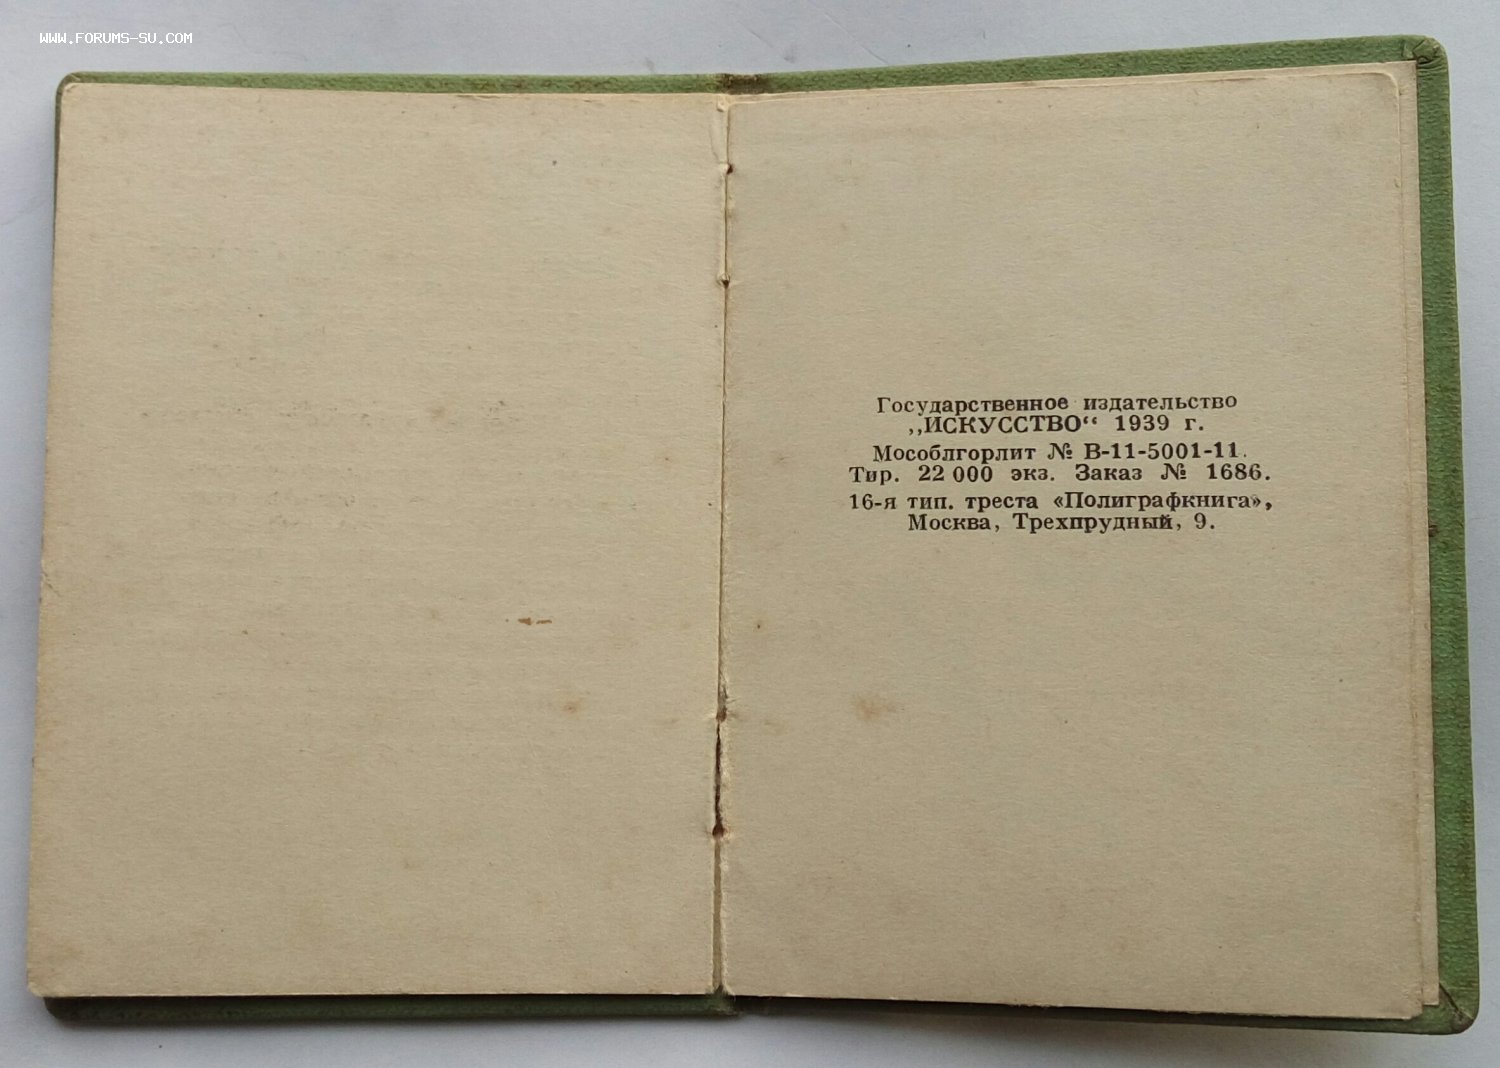 WWW.FORUMS-SU.COM
Государственное издательство
„ИСКУССТВО“ 1939 г.
Мособлгорлит № В-11-5001-11.
Тир. 22 000 экз. Заказ № 1686.
16-я тип. треста «Полиграфкнига»,
Москва, Трехпрудный, 9.